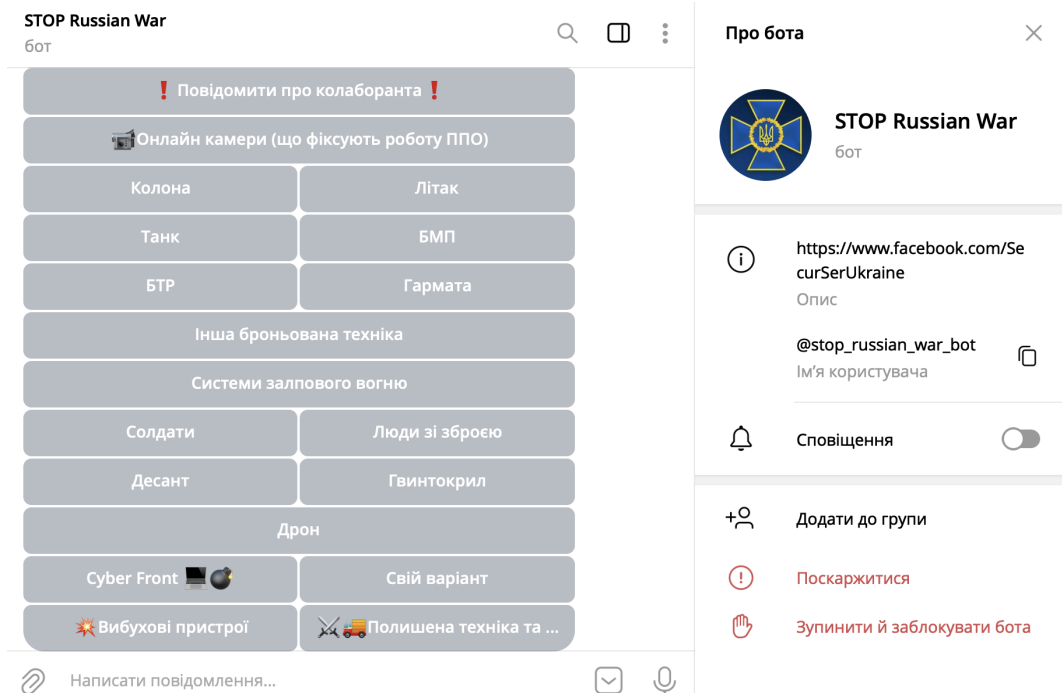 STOP Russian War
бот
❗ Повідомити про колаборанта ❗
📹Онлайн камери (що фіксують роботу ППО)
Колона
Літак
Танк
БМП
БТР
Гармата
Інша броньована техніка
Системи залпового вогню
Солдати
Люди зі зброєю
Десант
Гвинтокрил
Дрон
Cyber Front 💻💣
Свій варіант
💥Вибухові пристрої
⚔️🚚Полишена техніка та ...
Написати повідомлення...
Про бота
STOP Russian War
бот
https://www.facebook.com/Se
curSerUkraine
Опис
@stop_russian_war_bot
Ім’я користувача
Сповіщення
Додати до групи
Поскаржитися
Зупинити й заблокувати бота